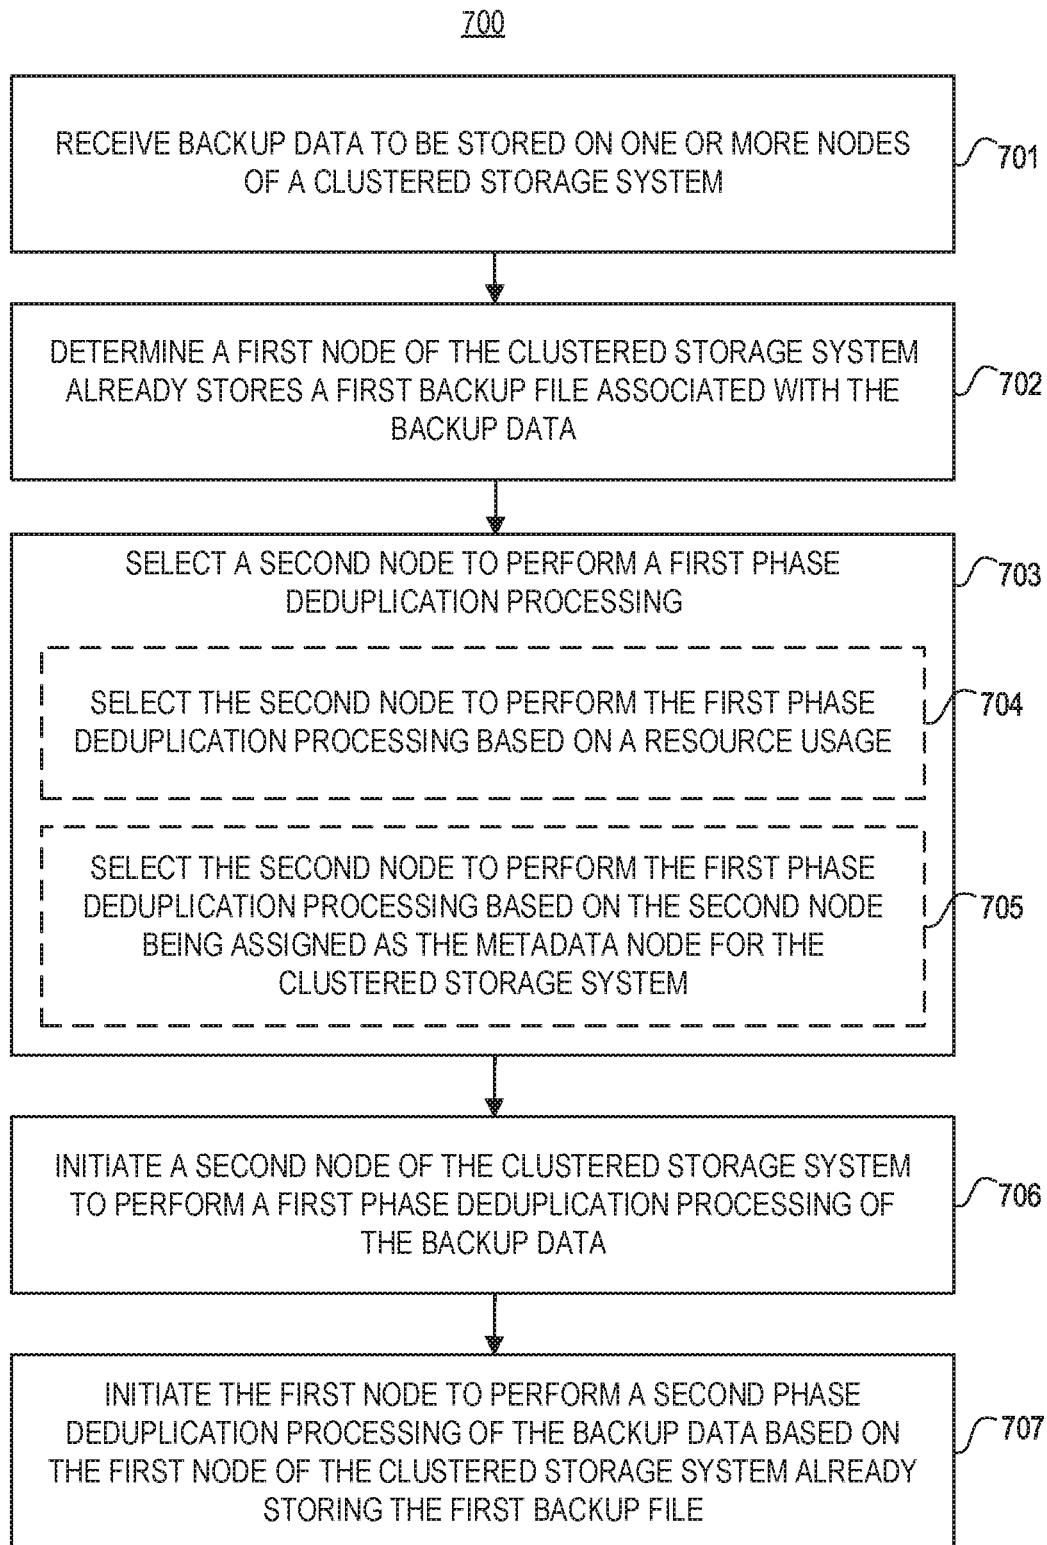 700
RECEIVE BACKUP DATA TO BE STORED ON ONE OR MORE NODES
OF A CLUSTERED STORAGE SYSTEM
701
DETERMINE A FIRST NODE OF THE CLUSTERED STORAGE SYSTEM
ALREADY STORES A FIRST BACKUP FILE ASSOCIATED WITH THE
BACKUP DATA
702
SELECT A SECOND NODE TO PERFORM A FIRST PHASE
DEDUPLICATION PROCESSING
703
SELECT THE SECOND NODE TO PERFORM THE FIRST PHASE
DEDUPLICATION PROCESSING BASED ON A RESOURCE USAGE
704
SELECT THE SECOND NODE TO PERFORM THE FIRST PHASE
DEDUPLICATION PROCESSING BASED ON THE SECOND NODE
BEING ASSIGNED AS THE METADATA NODE FOR THE
CLUSTERED STORAGE SYSTEM
705
INITIATE A SECOND NODE OF THE CLUSTERED STORAGE SYSTEM
TO PERFORM A FIRST PHASE DEDUPLICATION PROCESSING OF
THE BACKUP DATA
706
INITIATE THE FIRST NODE TO PERFORM A SECOND PHASE
DEDUPLICATION PROCESSING OF THE BACKUP DATA BASED ON
THE FIRST NODE OF THE CLUSTERED STORAGE SYSTEM ALREADY
STORING THE FIRST BACKUP FILE
707